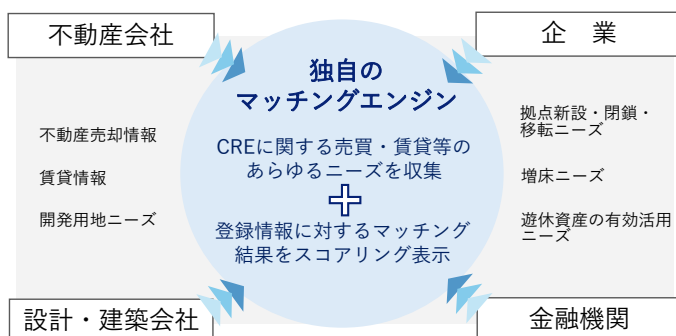 不動産会社
企　業
独自の
マッチングエンジン
不動産売却情報
賃貸情報
開発用地ニーズ
CREに関する売買・賃貸等の
あらゆるニーズを収集
登録情報に対するマッチング
結果をスコアリング表示
拠点新設・閉鎖・
移転ニーズ
増床ニーズ
遊休資産の有効活用
ニーズ
設計・建築会社
金融機関